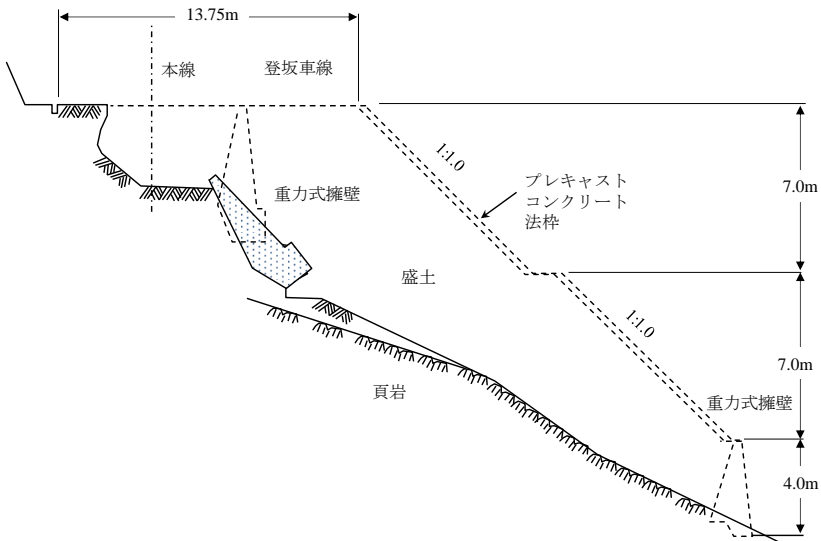 13.75m
本線
登坂車線
1:1.0
重力式擁壁
プレキャスト
コンクリート
法枠
7.0m
盛土
1:1.0
7.0m
頁岩
重力式擁壁
4.0m